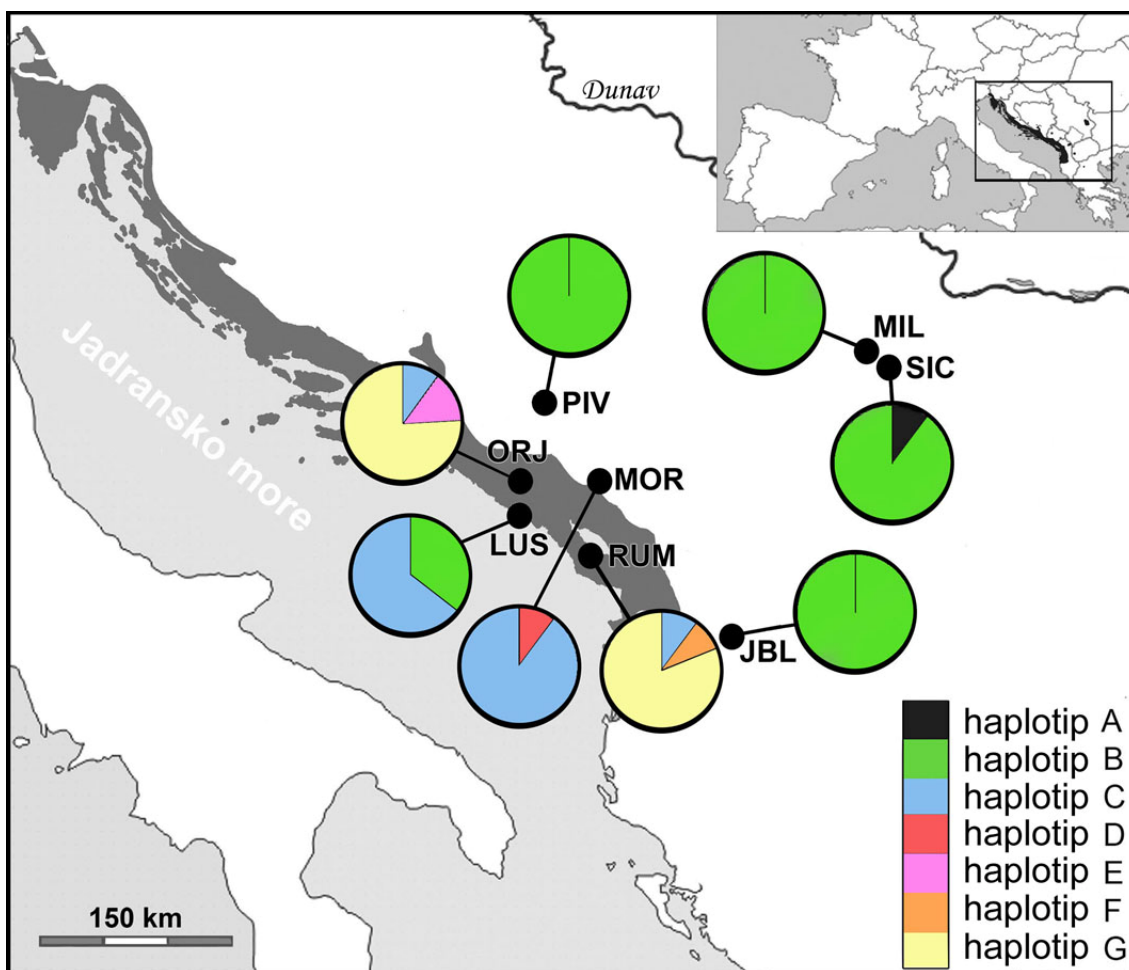 Dunav
Jadransko more
MIL
SIC
PIV
ORJ
MOR
LUS
RUM
JBL
haplotip A
haplotip B
haplotip C
haplotip D
haplotip E
haplotip F
haplotip G
150 km